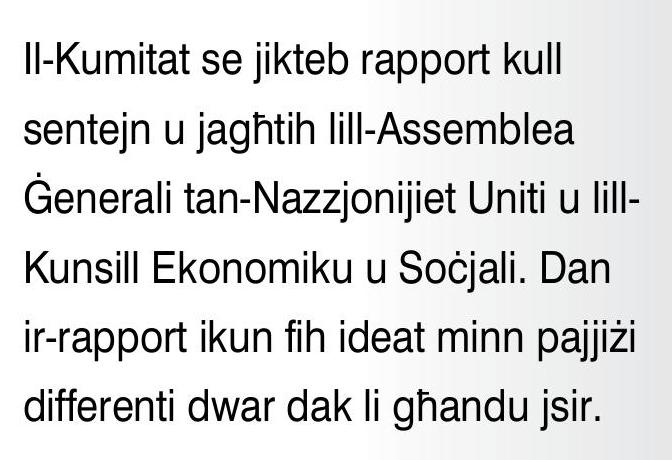 Il-Kumitat se jikteb rapport kull
sentejn u jagħtih lill-Assemblea
Ġenerali tan-Nazzjonijiet Uniti u lill-
Kunsill Ekonomiku u Soċjali. Dan
ir-rapport ikun fih ideat minn pajjiżi
differenti dwar dak li għandu jsir.